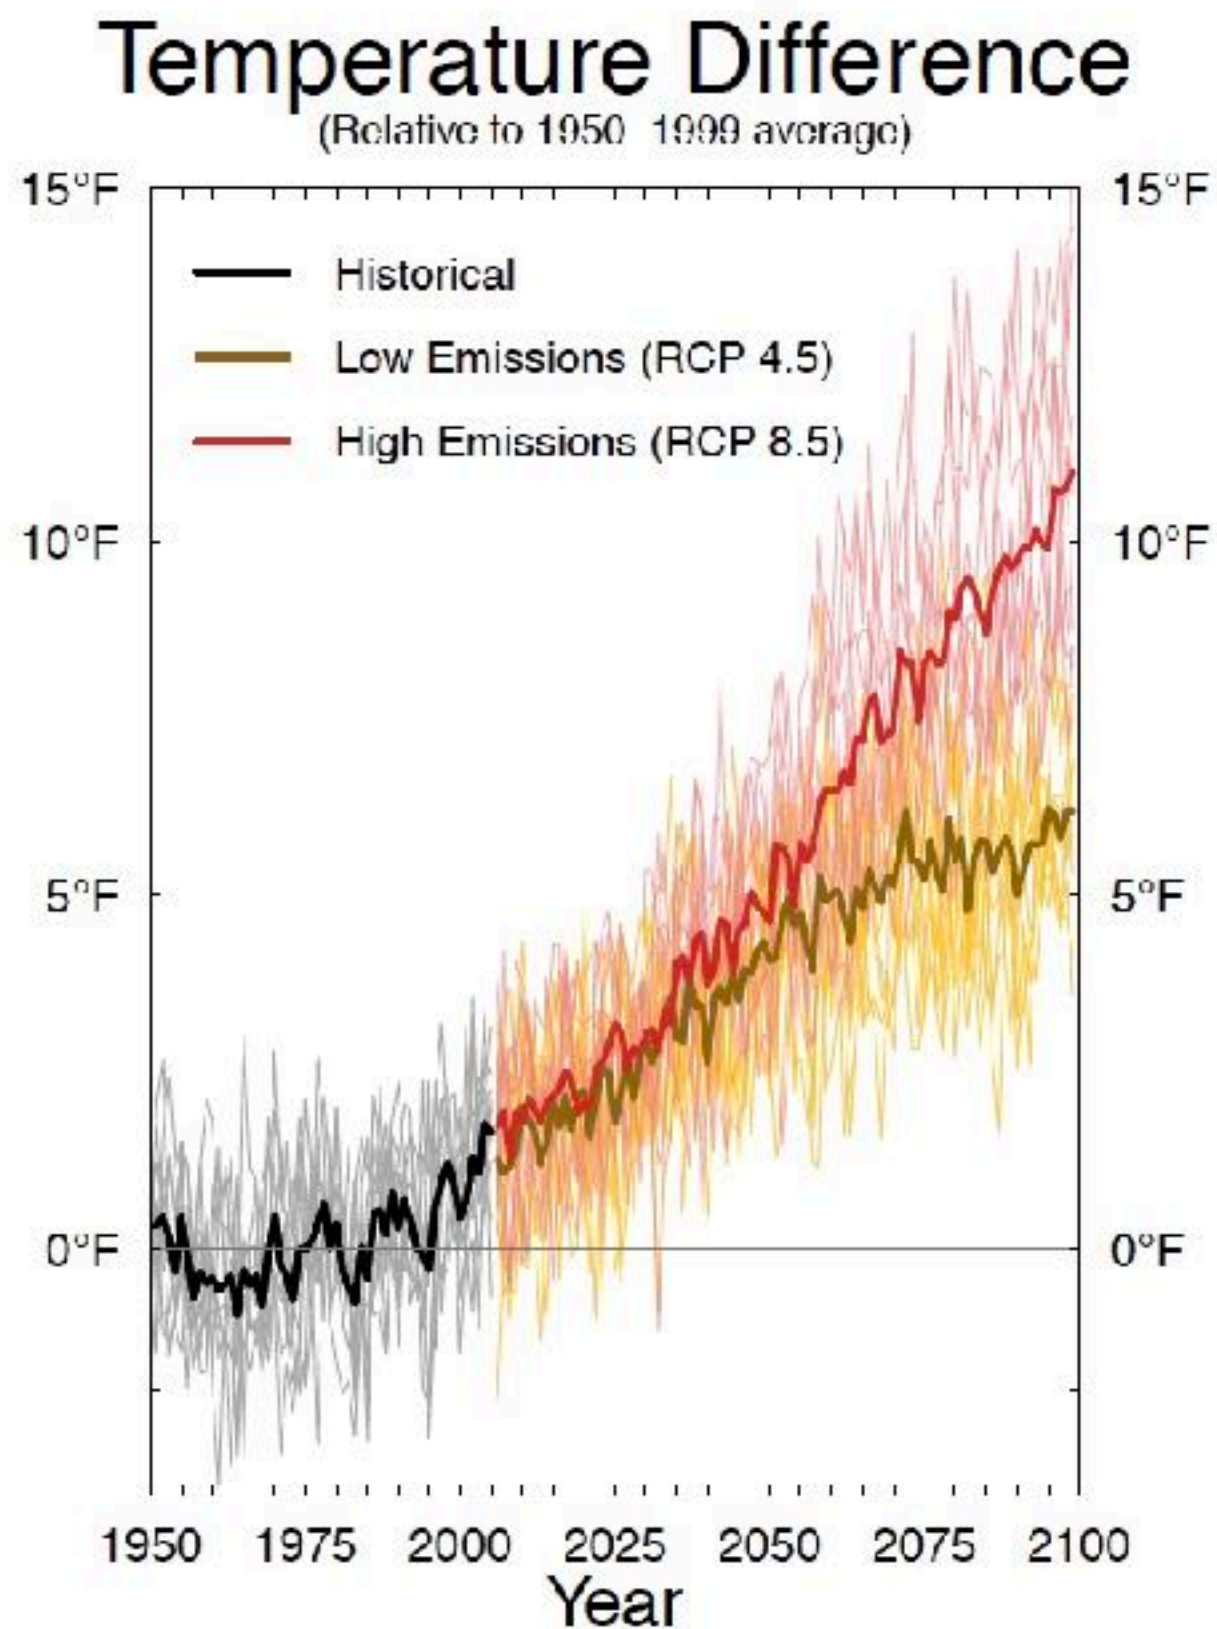 Temperature Difference
(Relative to 1950 1999 average)
15°F 15°F
Historical
Low Emissions (RCP 4.5)
High Emissions (RCP 8.5)
10°F 10°F
5°F 5°F
0°F 0°F
1950 1975 2000 2025 2050 2075 2100
Year